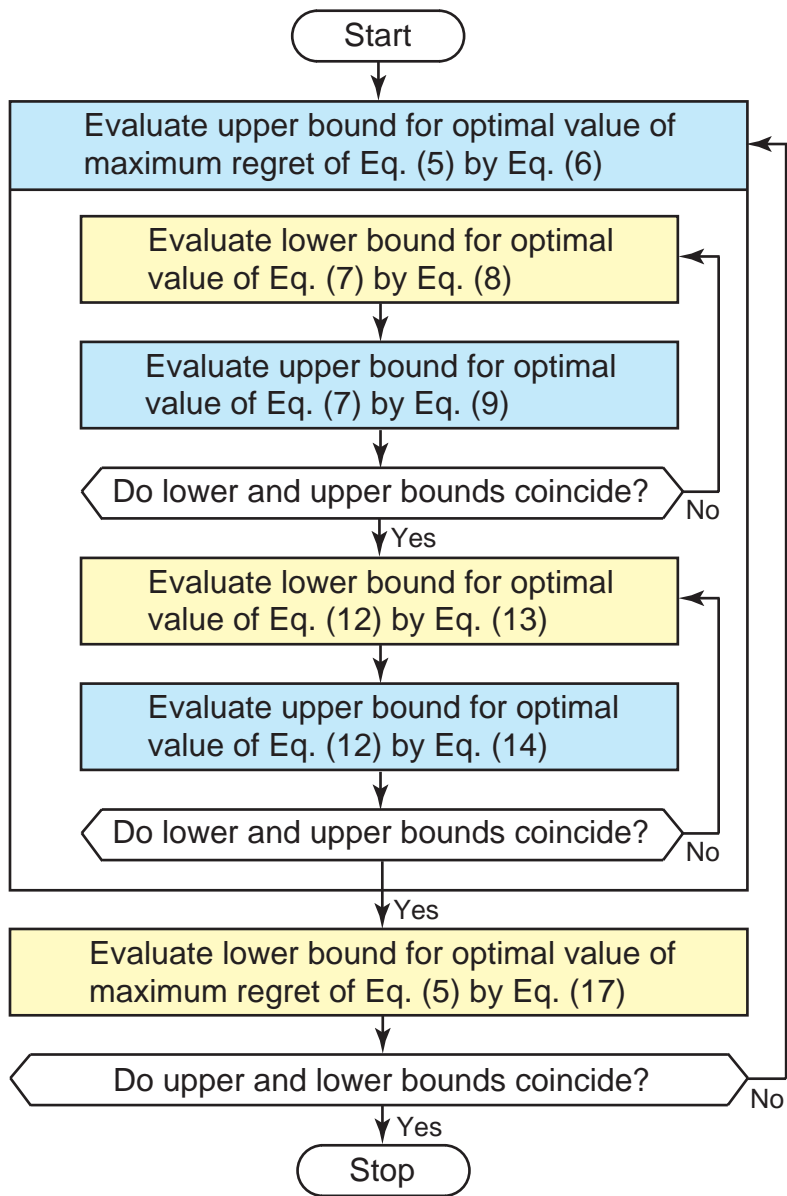 Start
Evaluate upper bound for optimal value of
maximum regret of Eq. (5) by Eq. (6)
Evaluate lower bound for optimal
value of Eq. (7) by Eq. (8)
Evaluate upper bound for optimal
value of Eq. (7) by Eq. (9)
Do lower and upper bounds coincide?
No
Yes
Evaluate lower bound for optimal
value of Eq. (12) by Eq. (13)
Evaluate upper bound for optimal
value of Eq. (12) by Eq. (14)
Do lower and upper bounds coincide?
No
Yes
Evaluate lower bound for optimal value of
maximum regret of Eq. (5) by Eq. (17)
Do upper and lower bounds coincide?
No
Yes
Stop